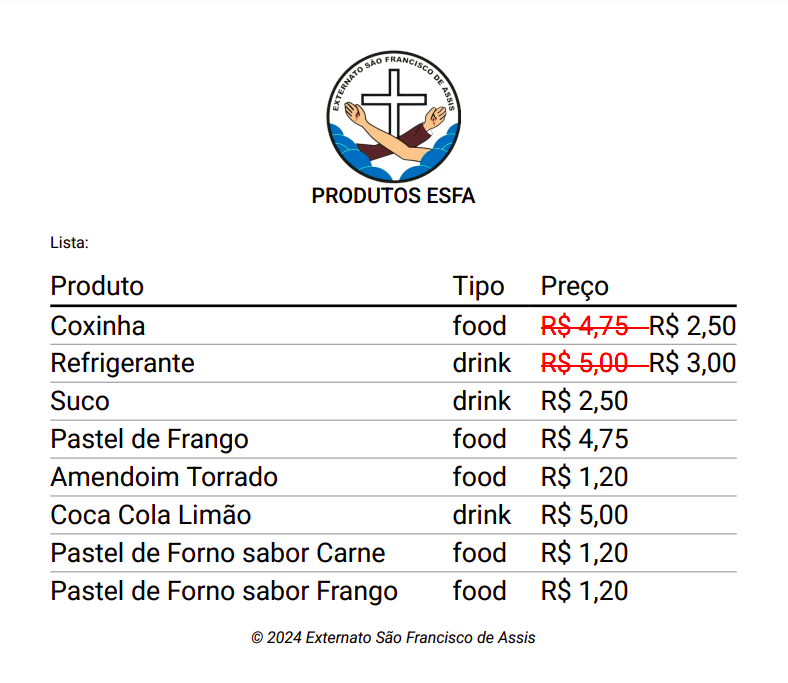 EXTERNATO SÃO FRANCISCO DE ASSIS
PRODUTOS ESFA
Lista:
Produto Tipo Preço
Coxinha food R$ 4,75 R$ 2,50
Refrigerante drink R$ 5,00 R$ 3,00
Suco drink R$ 2,50
Pastel de Frango food R$ 4,75
Amendoim Torrado food R$ 1,20
Coca Cola Limão drink R$ 5,00
Pastel de Forno sabor Carne food R$ 1,20
Pastel de Forno sabor Frango food R$ 1,20
© 2024 Externato São Francisco de Assis